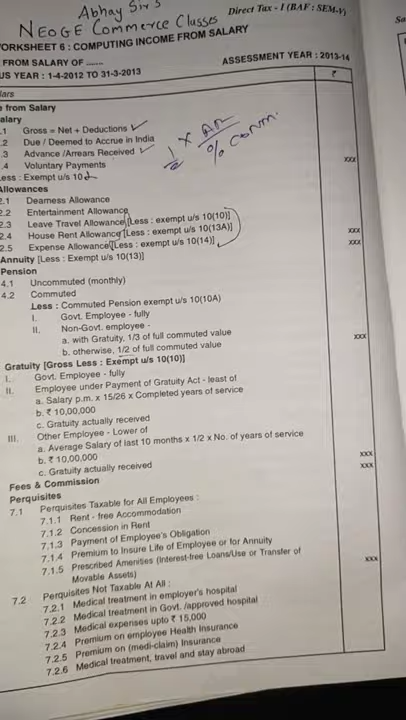 Abhay Sir's
Direct Tax - I (BAF : SEM-V)
NEOGE Commerce Classes
WORKSHEET 6 : COMPUTING INCOME FROM SALARY
FROM SALARY OF ......
ASSESSMENT YEAR : 2013-14
US YEAR : 1-4-2012 TO 31-3-2013
lars
₹
e from Salary
alary
.1 Gross = Net + Deductions
.2 Due / Deemed to Accrue in India
.3 Advance /Arrears Received
.4 Voluntary Payments
xxx
ess : Exempt u/s 10
Allowances
2.1 Dearness Allowance
2.2 Entertainment Allowance
2.3 Leave Travel Allowance [Less : exempt u/s 10(10)]
2.4 House Rent Allowance [Less : exempt u/s 10(13A)]
xxx
2.5 Expense Allowance [Less : exempt u/s 10(14)]
xxx
Annuity [Less : Exempt u/s 10(13)]
Pension
4.1 Uncommuted (monthly)
4.2 Commuted
Less : Commuted Pension exempt u/s 10(10A)
I. Govt. Employee - fully
II. Non-Govt. employee -
a. with Gratuity, 1/3 of full commuted value
b. otherwise, 1/2 of full commuted value
xxx
Gratuity [Gross Less : Exempt u/s 10(10)]
I. Govt. Employee - fully
II. Employee under Payment of Gratuity Act - least of
a. Salary p.m. x 15/26 x Completed years of service
b. ₹ 10,00,000
c. Gratuity actually received
III. Other Employee - Lower of
a. Average Salary of last 10 months x 1/2 x No. of years of service
b. ₹ 10,00,000
c. Gratuity actually received
xxx
Fees & Commission
xxx
Perquisites
7.1 Perquisites Taxable for All Employees :
7.1.1 Rent - free Accommodation
7.1.2 Concession in Rent
7.1.3 Payment of Employee's Obligation
7.1.4 Premium to Insure Life of Employee or for Annuity
7.1.5 Prescribed Amenities (Interest-free Loans/Use or Transfer of
Movable Assets)
xxx
7.2 Perquisites Not Taxable At All :
7.2.1 Medical treatment in employer's hospital
7.2.2 Medical treatment in Govt. /approved hospital
7.2.3 Medical expenses upto ₹ 15,000
7.2.4 Premium on employee Health Insurance
7.2.5 Premium on (medi-claim) Insurance
7.2.6 Medical treatment, travel and stay abroad